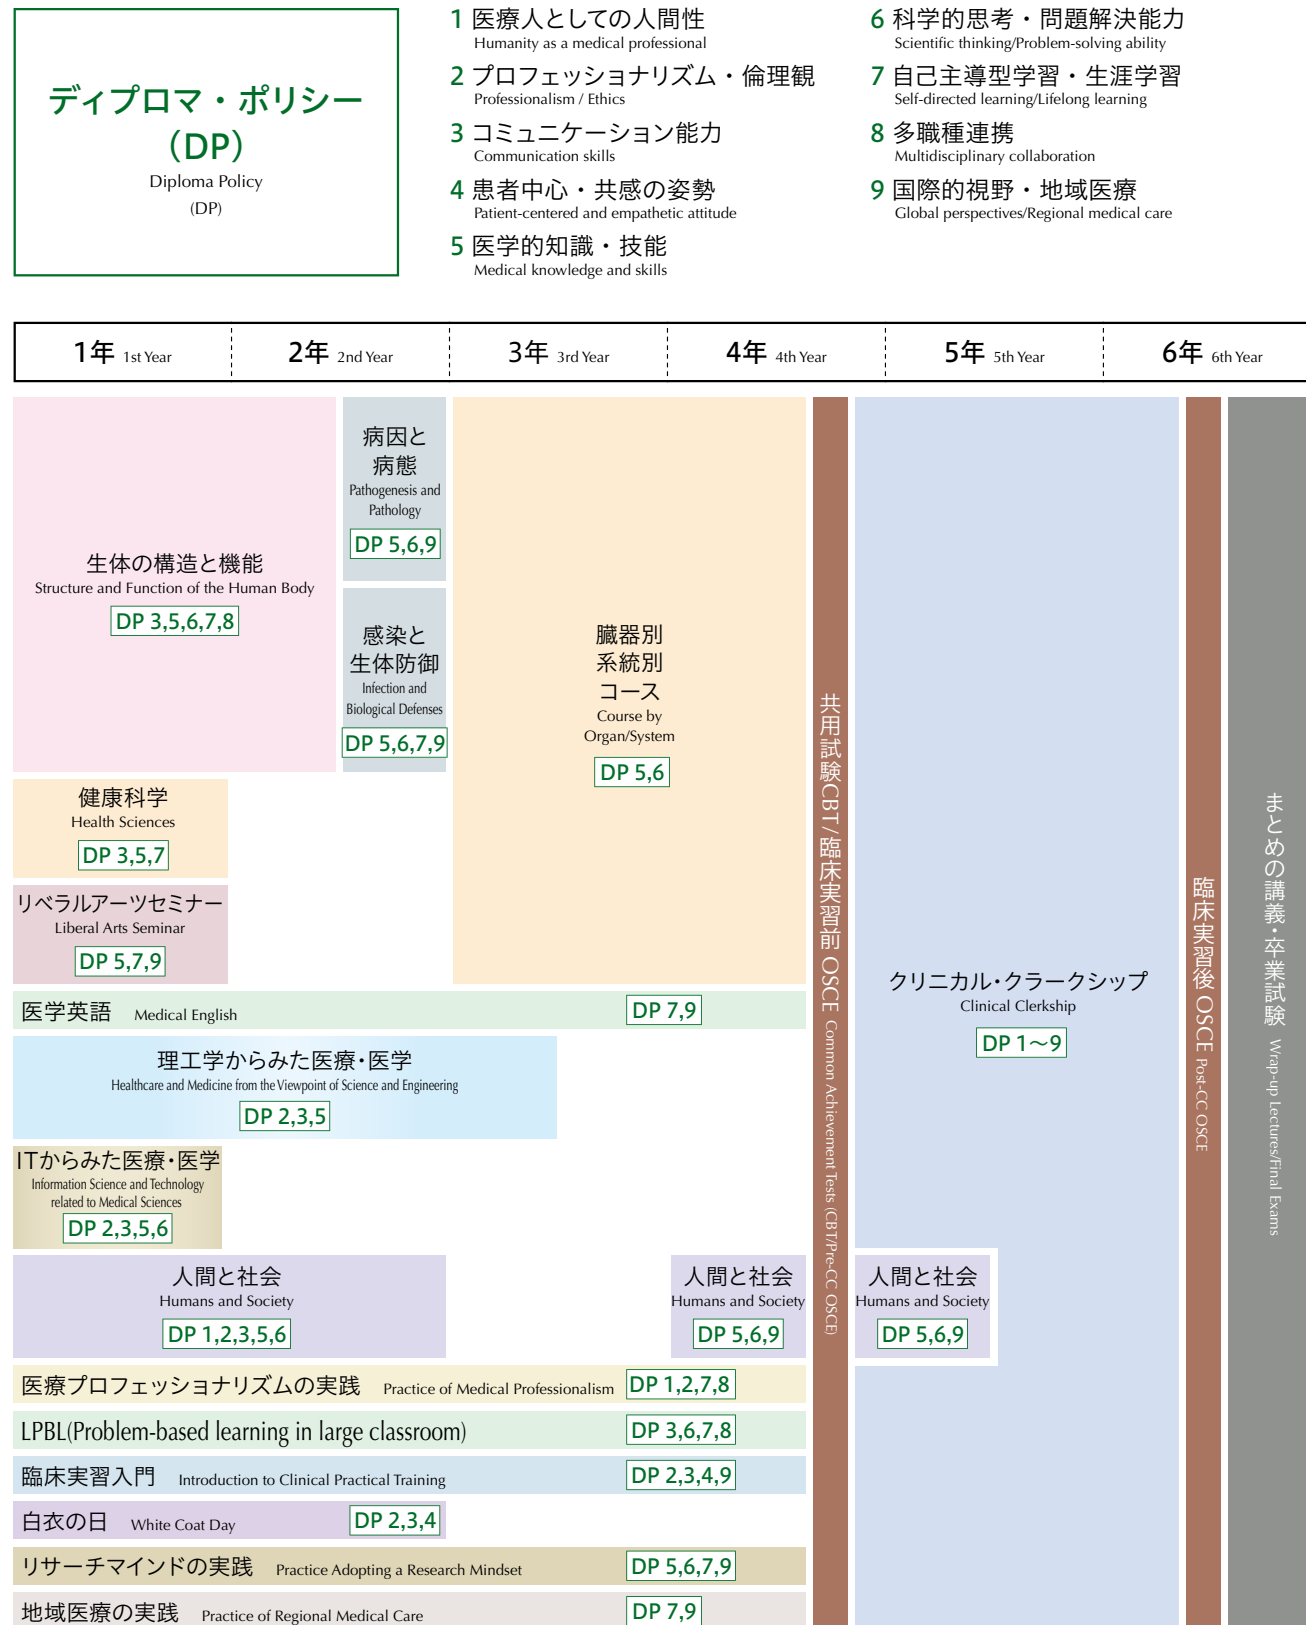 ディプロマ・ポリシー
（DP）
Diploma Policy
(DP)
1 医療人としての人間性
Humanity as a medical professional
2 プロフェッショナリズム・倫理観
Professionalism / Ethics
3 コミュニケーション能力
Communication skills
4 患者中心・共感の姿勢
Patient-centered and empathetic attitude
5 医学的知識・技能
Medical knowledge and skills
6 科学的思考・問題解決能力
Scientific thinking/Problem-solving ability
7 自己主導型学習・生涯学習
Self-directed learning/Lifelong learning
8 多職種連携
Multidisciplinary collaboration
9 国際的視野・地域医療
Global perspectives/Regional medical care
1年 1st Year
2年 2nd Year
3年 3rd Year
4年 4th Year
5年 5th Year
6年 6th Year
生体の構造と機能
Structure and Function of the Human Body
DP 3,5,6,7,8
病因と
病態
Pathogenesis and
Pathology
DP 5,6,9
感染と
生体防御
Infection and
Biological Defenses
DP 5,6,7,9
臓器別
系統別
コース
Course by
Organ/System
DP 5,6
健康科学
Health Sciences
DP 3,5,7
リベラルアーツセミナー
Liberal Arts Seminar
DP 5,7,9
医学英語 Medical English DP 7,9
理工学からみた医療・医学
Healthcare and Medicine from the Viewpoint of Science and Engineering
DP 2,3,5
ITからみた医療・医学
Information Science and Technology
related to Medical Sciences
DP 2,3,5,6
人間と社会
Humans and Society
DP 1,2,3,5,6
人間と社会
Humans and Society
DP 5,6,9
医療プロフェッショナリズムの実践 Practice of Medical Professionalism DP 1,2,7,8
LPBL(Problem-based learning in large classroom) DP 3,6,7,8
臨床実習入門 Introduction to Clinical Practical Training DP 2,3,4,9
白衣の日 White Coat Day DP 2,3,4
リサーチマインドの実践 Practice Adopting a Research Mindset DP 5,6,7,9
地域医療の実践 Practice of Regional Medical Care DP 7,9
共用試験CBT/臨床実習前 OSCE Common Achievement Tests (CBT/Pre-CC OSCE)
クリニカル・クラークシップ
Clinical Clerkship
DP 1〜9
人間と社会
Humans and Society
DP 5,6,9
臨床実習後 OSCE Post-CC OSCE
まとめの講義・卒業試験 Wrap-up Lectures/Final Exams